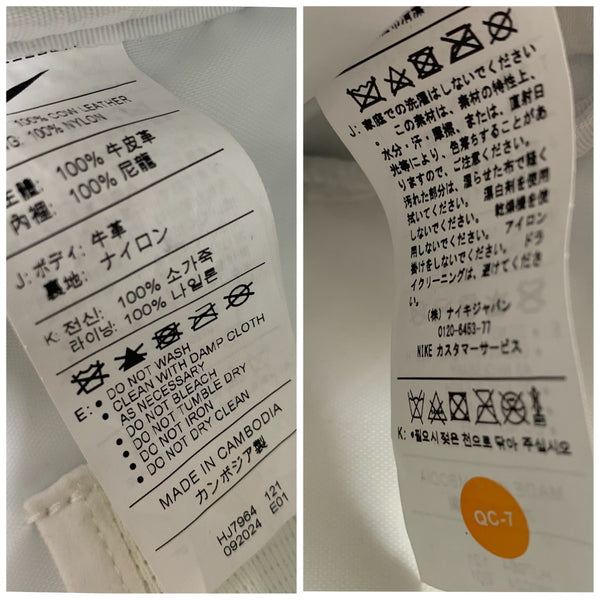 100% COW LEATHER
100% NYLON
主體: 100% 牛皮革
內裡: 100% 尼龍
J: ボディ: 牛革
裏地: ナイロン
K: 전신: 100% 소가죽
라이닝: 100% 나일론
E: • DO NOT WASH
• CLEAN WITH DAMP CLOTH
AS NECESSARY
• DO NOT BLEACH
• DO NOT TUMBLE DRY
• DO NOT IRON
• DO NOT DRY CLEAN
MADE IN CAMBODIA
カンボジア製
HJ7964 121
092024 E01
J: 家庭での洗濯はしないでください
。この素材は、素材の特性上、
水分・汗・摩擦、または、直射日
光等により、色落ちすることがあ
りますので、ご注意ください。
汚れた部分は、濡らせた布で軽く
拭いてください。漂白剤を使用
しないでください。乾燥機を使
用しないでください。アイロン
掛けをしないでください。ドラ
イクリーニングは、避けてくださ
い。
(株) ナイキジャパン
0120-6453-77
NIKE カスタマーサービス
K: *필요시 젖은 천으로 닦아 주십시오
QC-7